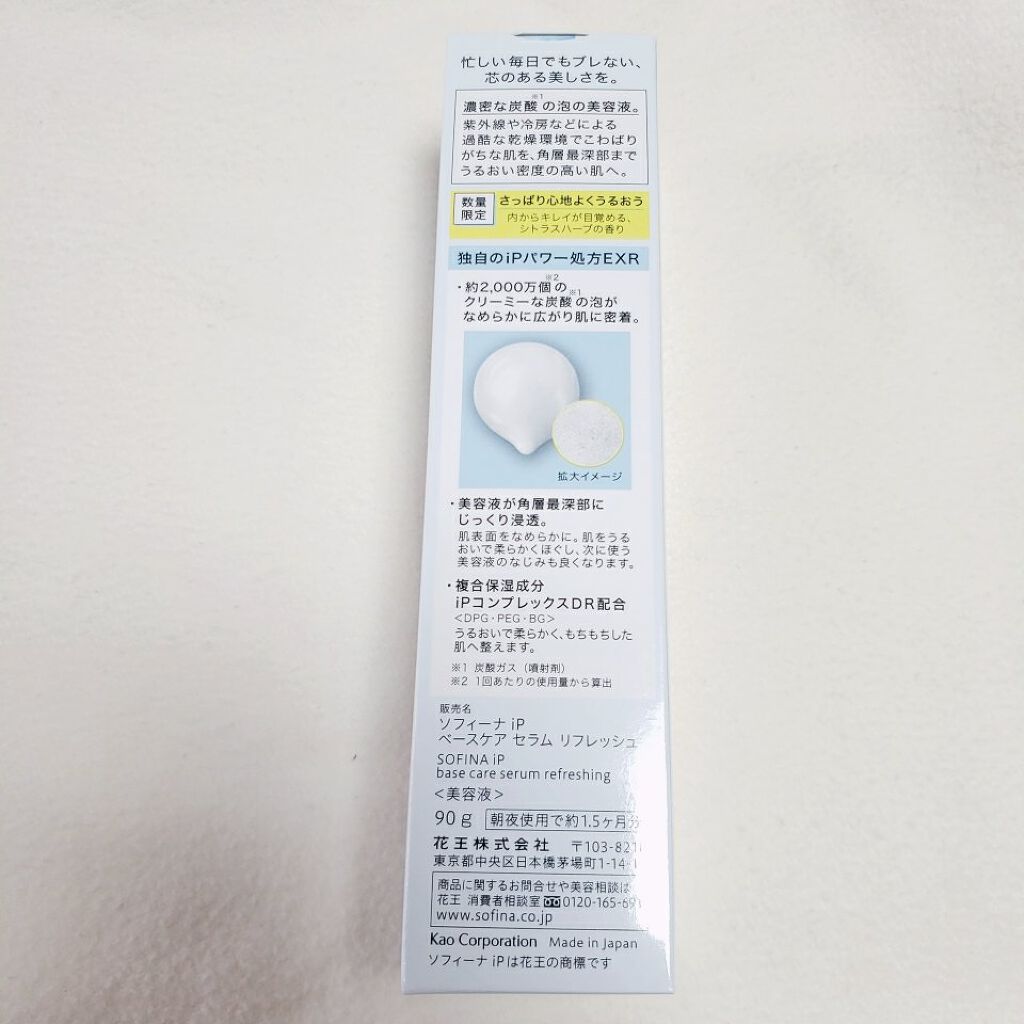 忙しい毎日でもブレない、
芯のある美しさを。
濃密な炭酸※1の泡の美容液。
紫外線や冷房などによる
過酷な乾燥環境でこわばり
がちな肌を、角層最深部まで
うるおい密度の高い肌へ。
数量
限定
さっぱり心地よくうるおう
内からキレイが目覚める、
シトラスハーブの香り
独自のiPパワー処方EXR
・約2,000万個※2の
クリーミーな炭酸※1の泡が
なめらかに広がり肌に密着。
拡大イメージ
・美容液が角層最深部に
じっくり浸透。
肌表面をなめらかに。肌をうる
おいで柔らかくほぐし、次に使う
美容液のなじみも良くなります。
・複合保湿成分
iPコンプレックスDR配合
＜DPG・PEG・BG＞
うるおいで柔らかく、もちもちした
肌へ整えます。
※1 炭酸ガス（噴射剤）
※2 1回あたりの使用量から算出
販売名
ソフィーナ iP
ベースケア セラム リフレッシュ
SOFINA iP
base care serum refreshing
＜美容液＞
90g 朝夜使用で約1.5ヶ月分
花王株式会社 〒103-821
東京都中央区日本橋茅場町1-14-
商品に関するお問合せや美容相談は
花王 消費者相談室 0120-165-69
www.sofina.co.jp
Kao Corporation Made in Japan
ソフィーナ iPは花王の商標です